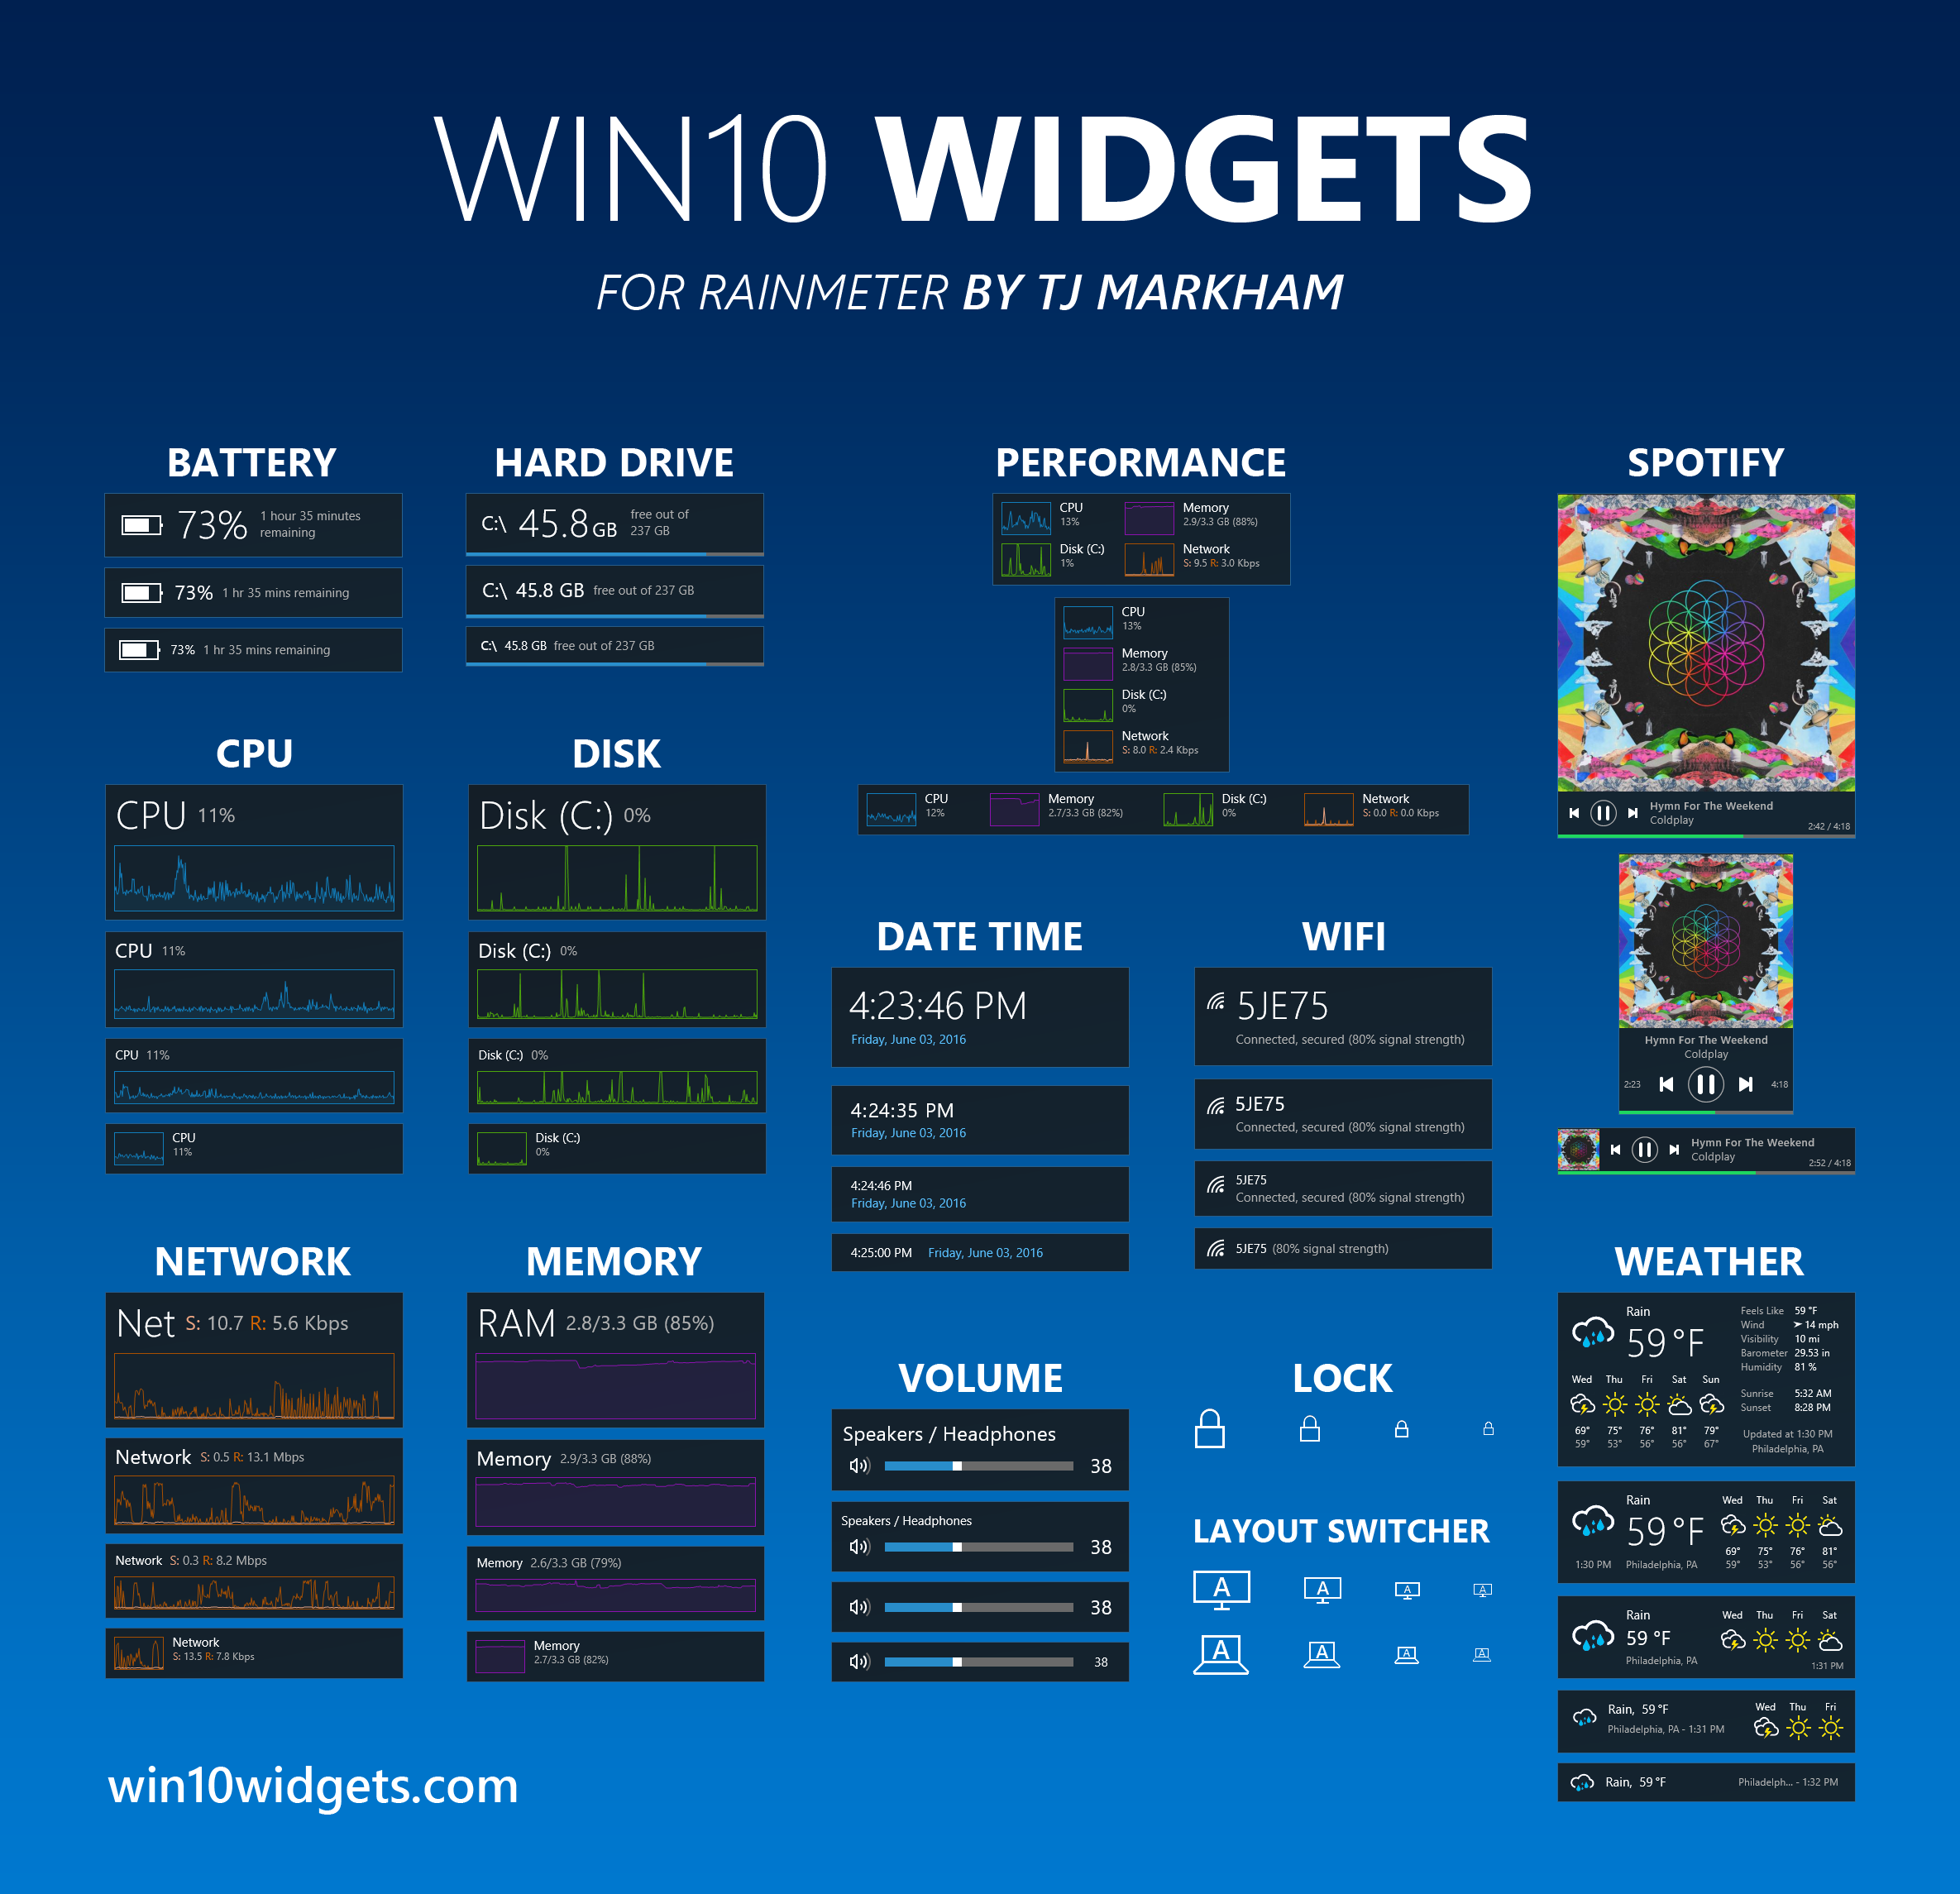 WIN10 WIDGETS
FOR RAINMETER BY TJ MARKHAM
BATTERY
73%
1 hour 35 minutes
remaining
73% 1 hr 35 mins remaining
73% 1 hr 35 mins remaining
HARD DRIVE
C:\ 45.8 GB
free out of
237 GB
C:\ 45.8 GB free out of 237 GB
C:\ 45.8 GB free out of 237 GB
PERFORMANCE
CPU
13%
Memory
2.9/3.3 GB (88%)
Disk (C:)
1%
Network
S: 9.5 R: 3.0 Kbps
CPU
13%
Memory
2.8/3.3 GB (85%)
Disk (C:)
0%
Network
S: 8.0 R: 2.4 Kbps
CPU
12%
Memory
2.7/3.3 GB (82%)
Disk (C:)
0%
Network
S: 0.0 R: 0.0 Kbps
SPOTIFY
Hymn For The Weekend
Coldplay
2:42 / 4:18
Hymn For The Weekend
Coldplay
2:23
4:18
Hymn For The Weekend
Coldplay
2:52 / 4:18
CPU
CPU 11%
CPU 11%
CPU 11%
CPU
11%
DISK
Disk (C:) 0%
Disk (C:) 0%
Disk (C:) 0%
Disk (C:)
0%
DATE TIME
4:23:46 PM
Friday, June 03, 2016
4:24:35 PM
Friday, June 03, 2016
4:24:46 PM
Friday, June 03, 2016
4:25:00 PM Friday, June 03, 2016
WIFI
5JE75
Connected, secured (80% signal strength)
5JE75
Connected, secured (80% signal strength)
5JE75
Connected, secured (80% signal strength)
5JE75 (80% signal strength)
NETWORK
Net S: 10.7 R: 5.6 Kbps
Network S: 0.5 R: 13.1 Mbps
Network S: 0.3 R: 8.2 Mbps
Network
S: 13.5 R: 7.8 Kbps
MEMORY
RAM 2.8/3.3 GB (85%)
Memory 2.9/3.3 GB (88%)
Memory 2.6/3.3 GB (79%)
Memory
2.7/3.3 GB (82%)
VOLUME
Speakers / Headphones
38
Speakers / Headphones
38
38
38
LOCK
LAYOUT SWITCHER
A A A A
A A A A
WEATHER
Rain
59 °F
Feels Like 59 °F
Wind 14 mph
Visibility 10 mi
Barometer 29.53 in
Humidity 81 %
Sunrise 5:32 AM
Sunset 8:28 PM
Updated at 1:30 PM
Philadelphia, PA
Wed Thu Fri Sat Sun
69° 75° 76° 81° 79°
59° 53° 56° 56° 67°
Rain
59 °F
1:30 PM Philadelphia, PA
Wed Thu Fri Sat
69° 75° 76° 81°
59° 53° 56° 56°
Rain
59 °F
Philadelphia, PA
Wed Thu Fri Sat
1:31 PM
Rain, 59 °F
Philadelphia, PA - 1:31 PM
Wed Thu Fri
Rain, 59 °F
Philadelph... - 1:32 PM
win10widgets.com